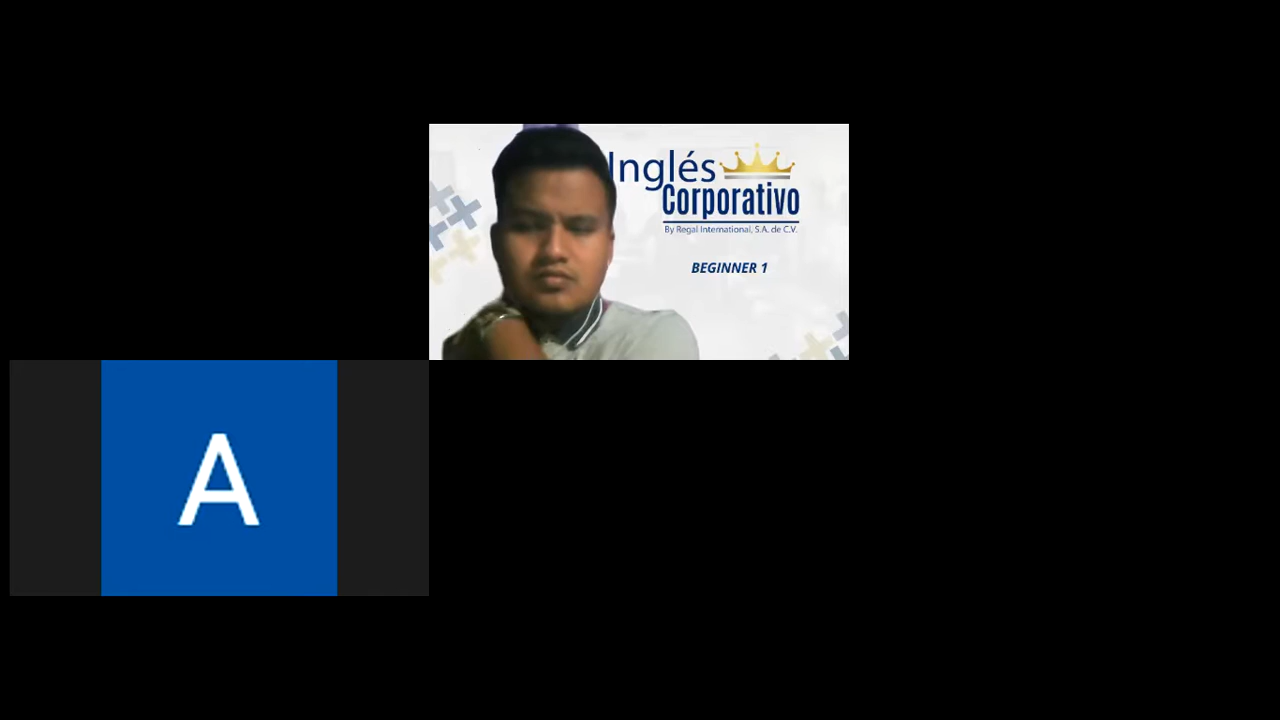 Inglés
Corporativo
By Regal International, S.A. de C.V.
BEGINNER 1
A